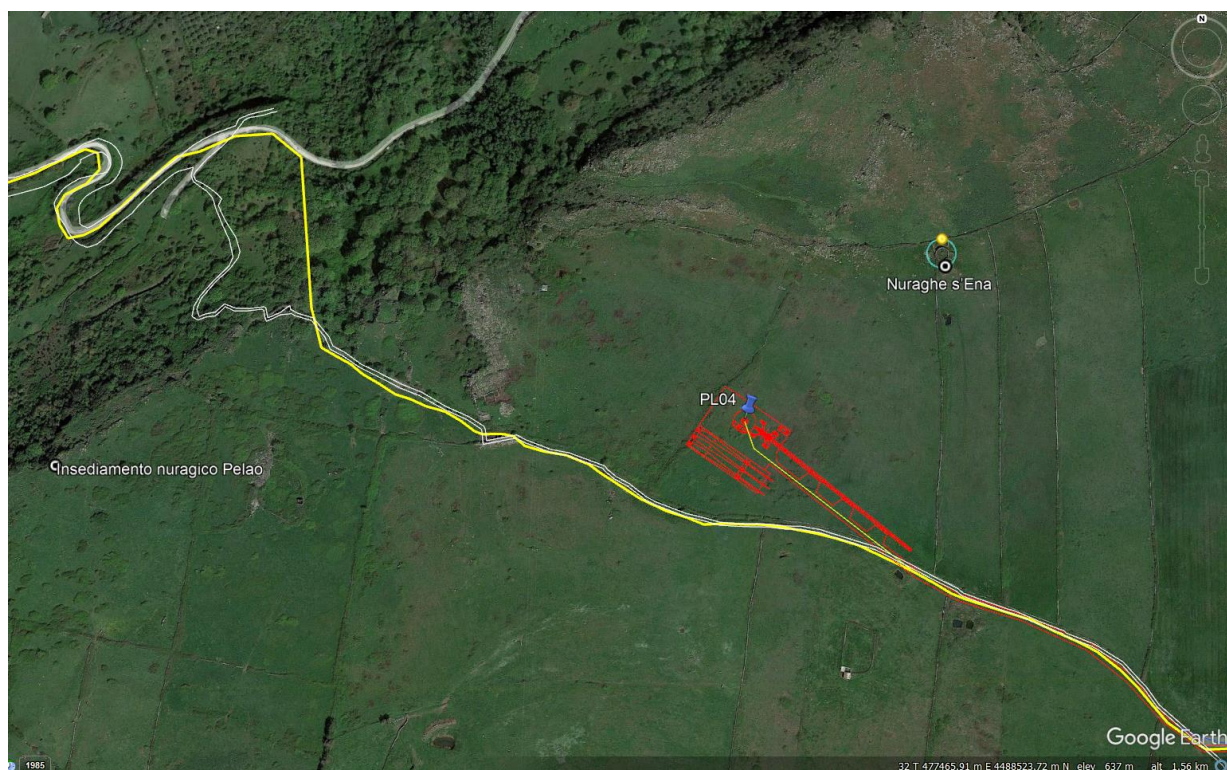 N
Nuraghe s'Ena
PL04
Insediamento nuragico Pelao
Google Earth
1985
32 T 477465.91 m E 4488523.72 m N elev 637 m alt 1.56 km